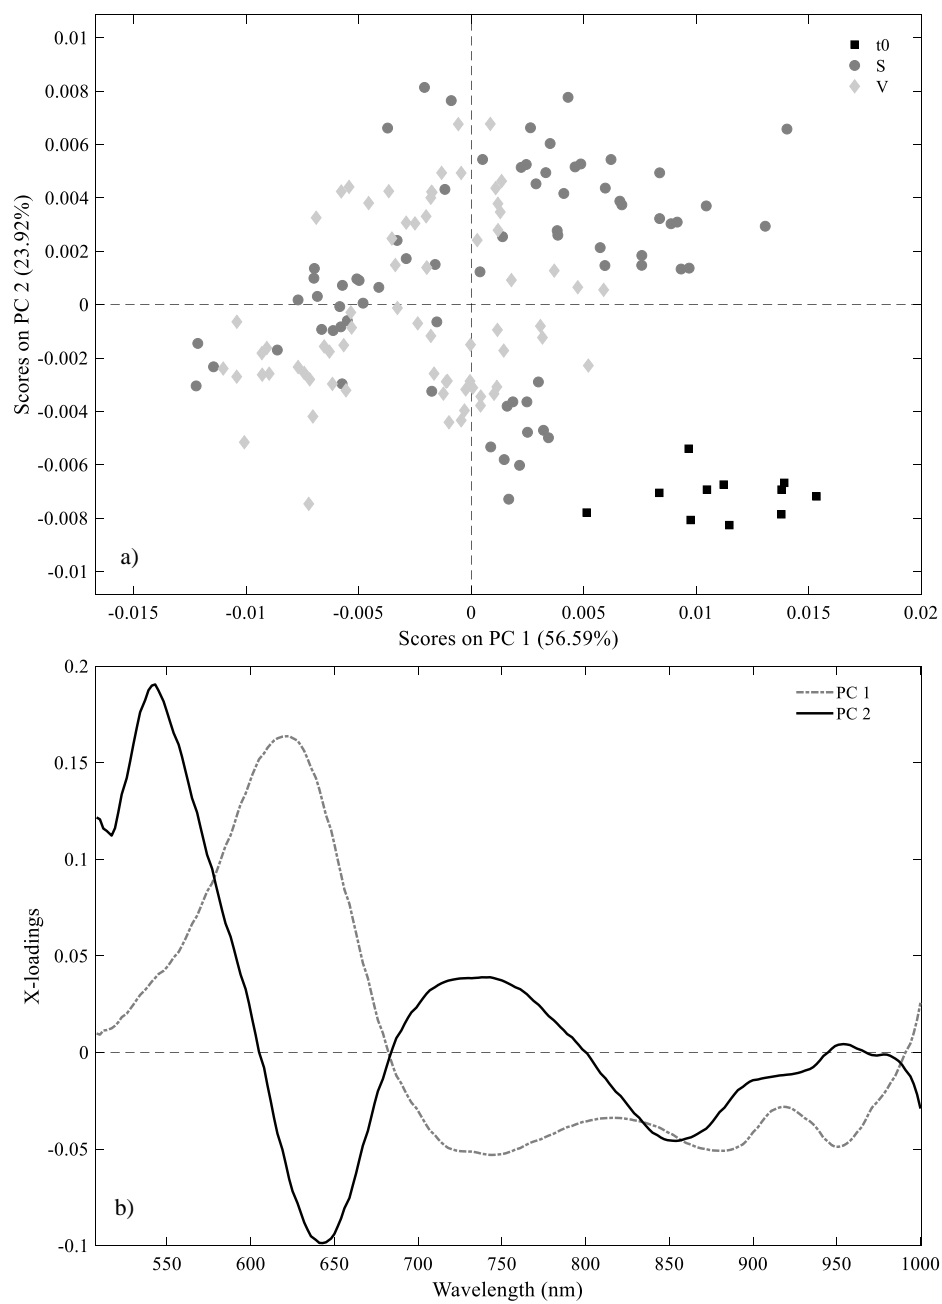 0.01
t0
S
0.008
V
0.006
0.004
0.002
0
-0.002
-0.004
-0.006
-0.008
-0.01
Scores on PC 2 (23.92%)
a)
-0.015 -0.01 -0.005 0 0.005 0.01 0.015 0.02
Scores on PC 1 (56.59%)
0.2
PC 1
PC 2
0.15
0.1
0.05
0
-0.05
-0.1
X-loadings
b)
550 600 650 700 750 800 850 900 950 1000
Wavelength (nm)